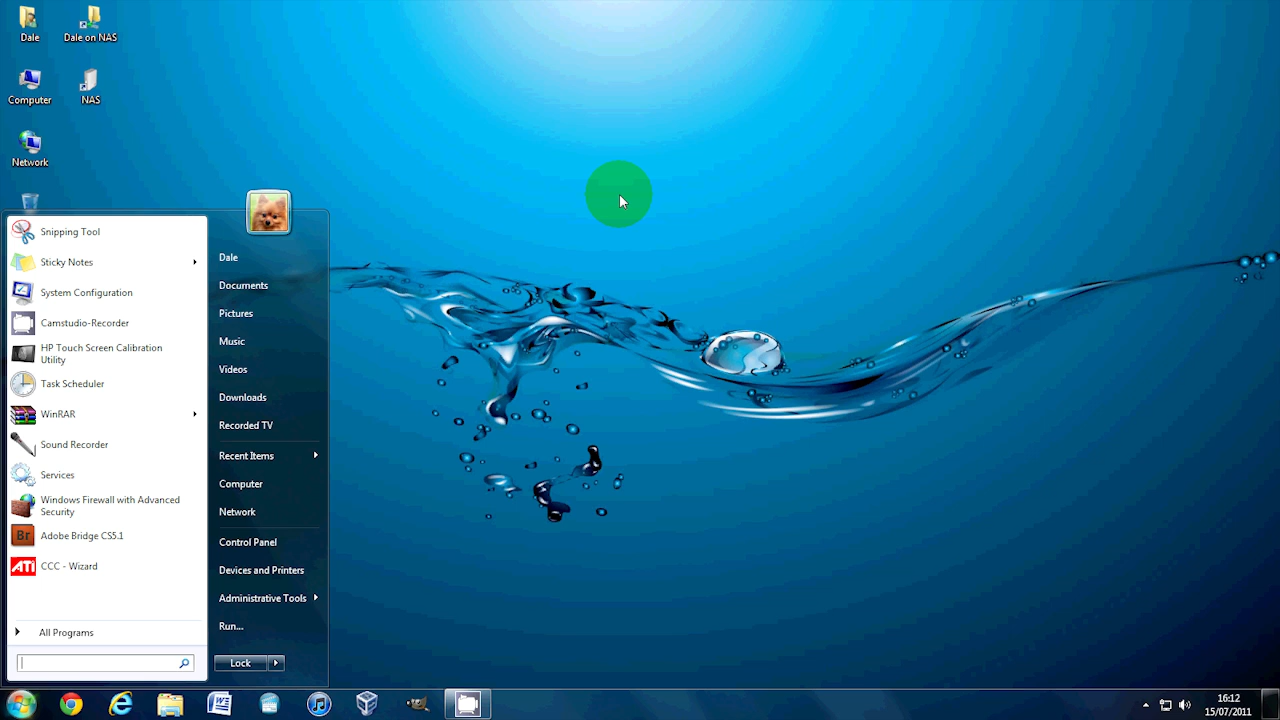 Dale
Dale on NAS
Computer
NAS
Network
Snipping Tool
Sticky Notes
System Configuration
Camstudio-Recorder
HP Touch Screen Calibration
Utility
Task Scheduler
WinRAR
Sound Recorder
Services
Windows Firewall with Advanced
Security
Br
Adobe Bridge CS5.1
ATI
CCC - Wizard
All Programs
Dale
Documents
Pictures
Music
Videos
Downloads
Recorded TV
Recent Items
Computer
Network
Control Panel
Devices and Printers
Administrative Tools
Run...
Lock
16:12
15/07/2011